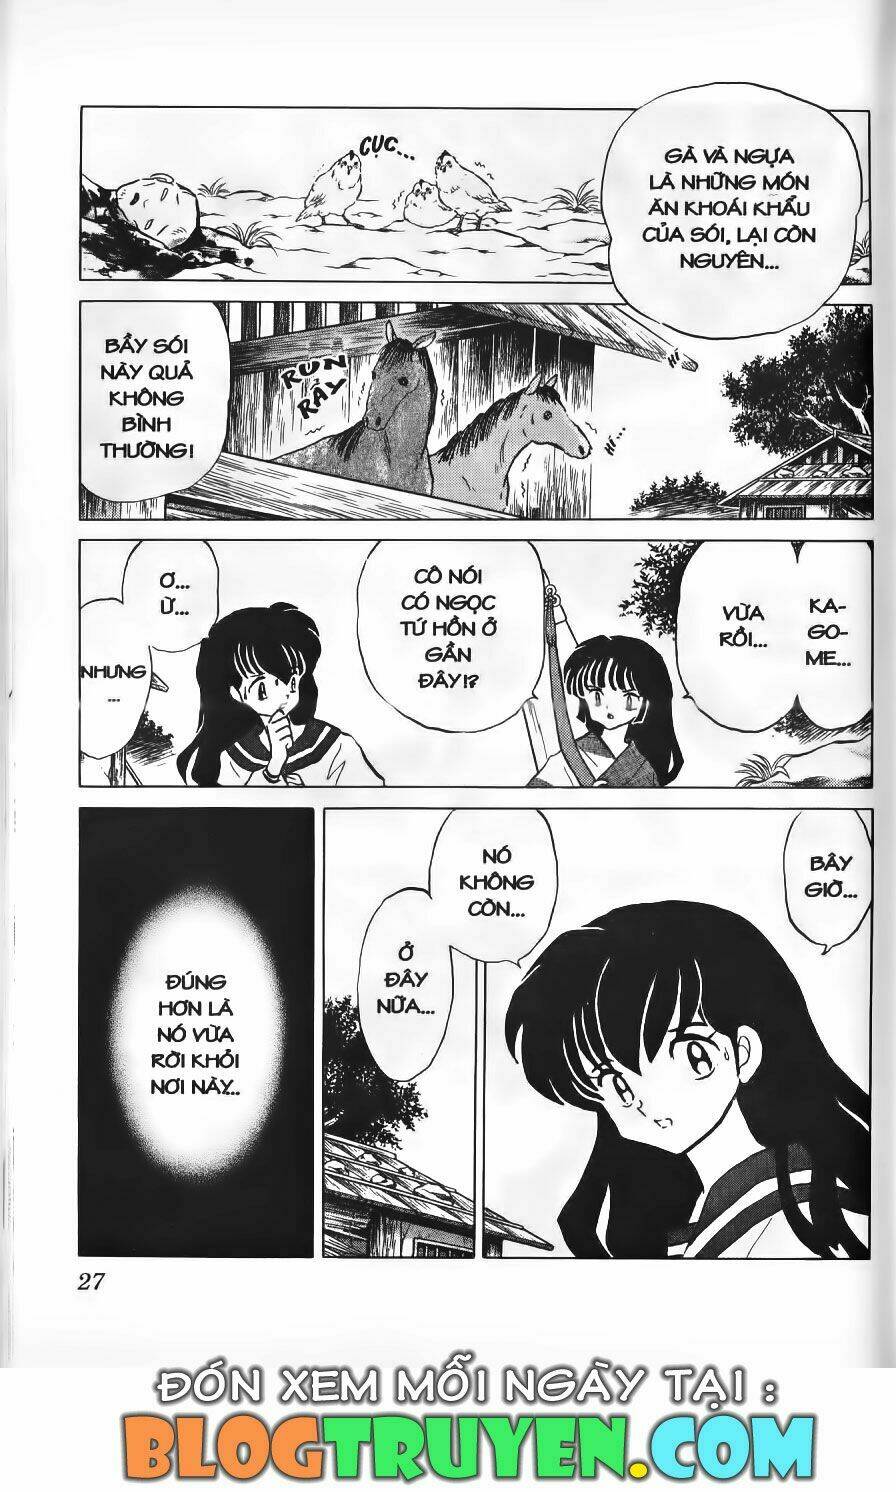 GÀ VÀ NGỰA
LÀ NHỮNG MÓN
ĂN KHOÁI KHẨU
CỦA SÓI, LẠI CÒN
NGUYÊN...
CỤC...
HÍ
BẦY SÓI
NÀY QUẢ
KHÔNG
BÌNH
THƯỜNG!
RUN
RẨY
HÍ...
KA-
GO-
ME...
VỪA
RỒI...
CÔ NÓI
CÓ NGỌC
TỨ HỒN Ở
GẦN
ĐÂY!?
Ơ...
Ừ...
NHƯNG
...
BÂY
GIỜ...
NÓ
KHÔNG
CÒN...
Ở
ĐÂY
NỮA...
ĐÚNG
HƠN LÀ
NÓ VỪA
RỜI KHỎI
NƠI NÀY...
27
ĐÓN XEM MỖI NGÀY TẠI :
BLOGTRUYEN.COM